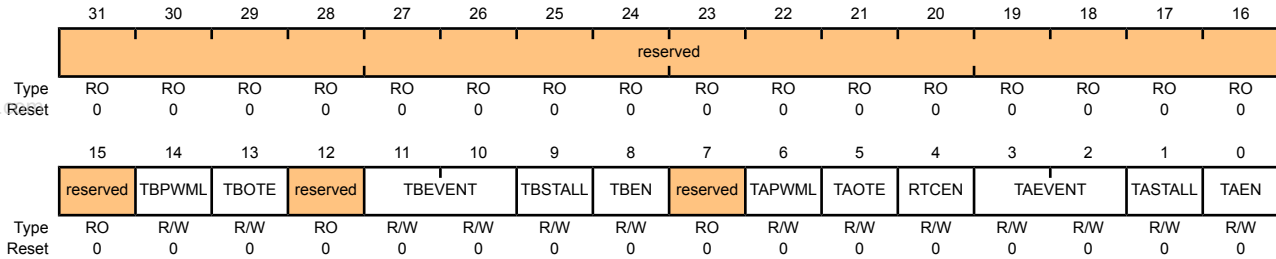 31 30 29 28 27 26 25 24 23 22 21 20 19 18 17 16
reserved
Type RO RO RO RO RO RO RO RO RO RO RO RO RO RO RO RO
Reset 0 0 0 0 0 0 0 0 0 0 0 0 0 0 0 0
15 14 13 12 11 10 9 8 7 6 5 4 3 2 1 0
reserved TBPWML TBOTE reserved TBEVENT TBSTALL TBEN reserved TAPWML TAOTE RTCEN TAEVENT TASTALL TAEN
Type RO R/W R/W RO R/W R/W R/W R/W RO R/W R/W R/W R/W R/W R/W R/W
Reset 0 0 0 0 0 0 0 0 0 0 0 0 0 0 0 0